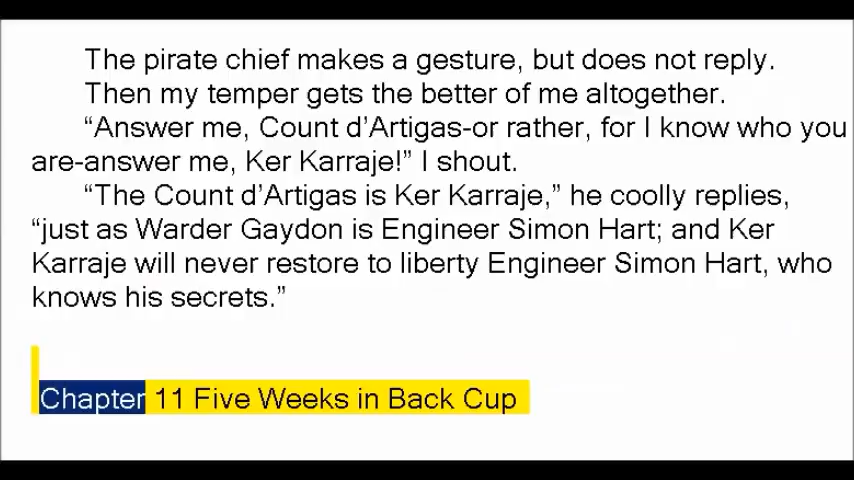 The pirate chief makes a gesture, but does not reply.
Then my temper gets the better of me altogether.
“Answer me, Count d’Artigas-or rather, for I know who you
are-answer me, Ker Karraje!” I shout.
“The Count d’Artigas is Ker Karraje,” he coolly replies,
“just as Warder Gaydon is Engineer Simon Hart; and Ker
Karraje will never restore to liberty Engineer Simon Hart, who
knows his secrets.”
Chapter 11 Five Weeks in Back Cup